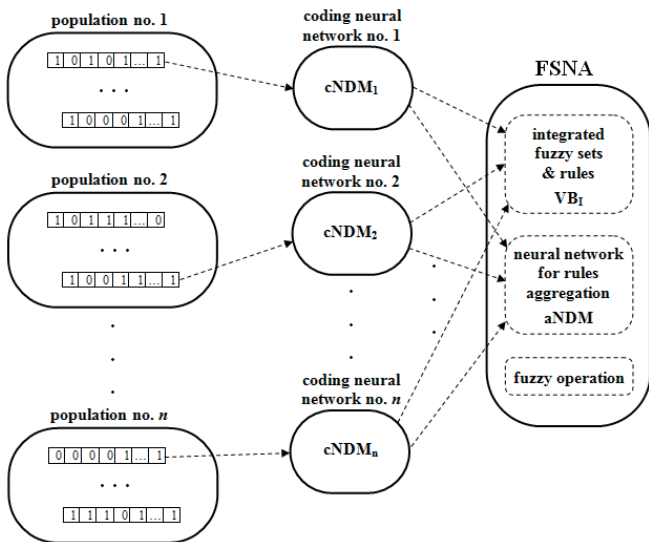 population no. 1
1 0 1 0 1 ... 1
. . .
1 0 0 0 1 ... 1
population no. 2
1 0 1 1 1 ... 0
. . .
1 0 0 1 1 ... 1
population no. n
0 0 0 0 1 ... 1
. . .
1 1 1 0 1 ... 1
coding neural
network no. 1
cNDM₁
coding neural
network no. 2
cNDM₂
coding neural
network no. n
cNDMₙ
FSNA
integrated
fuzzy sets
& rules
VB_I
neural network
for rules
aggregation
aNDM
fuzzy operation